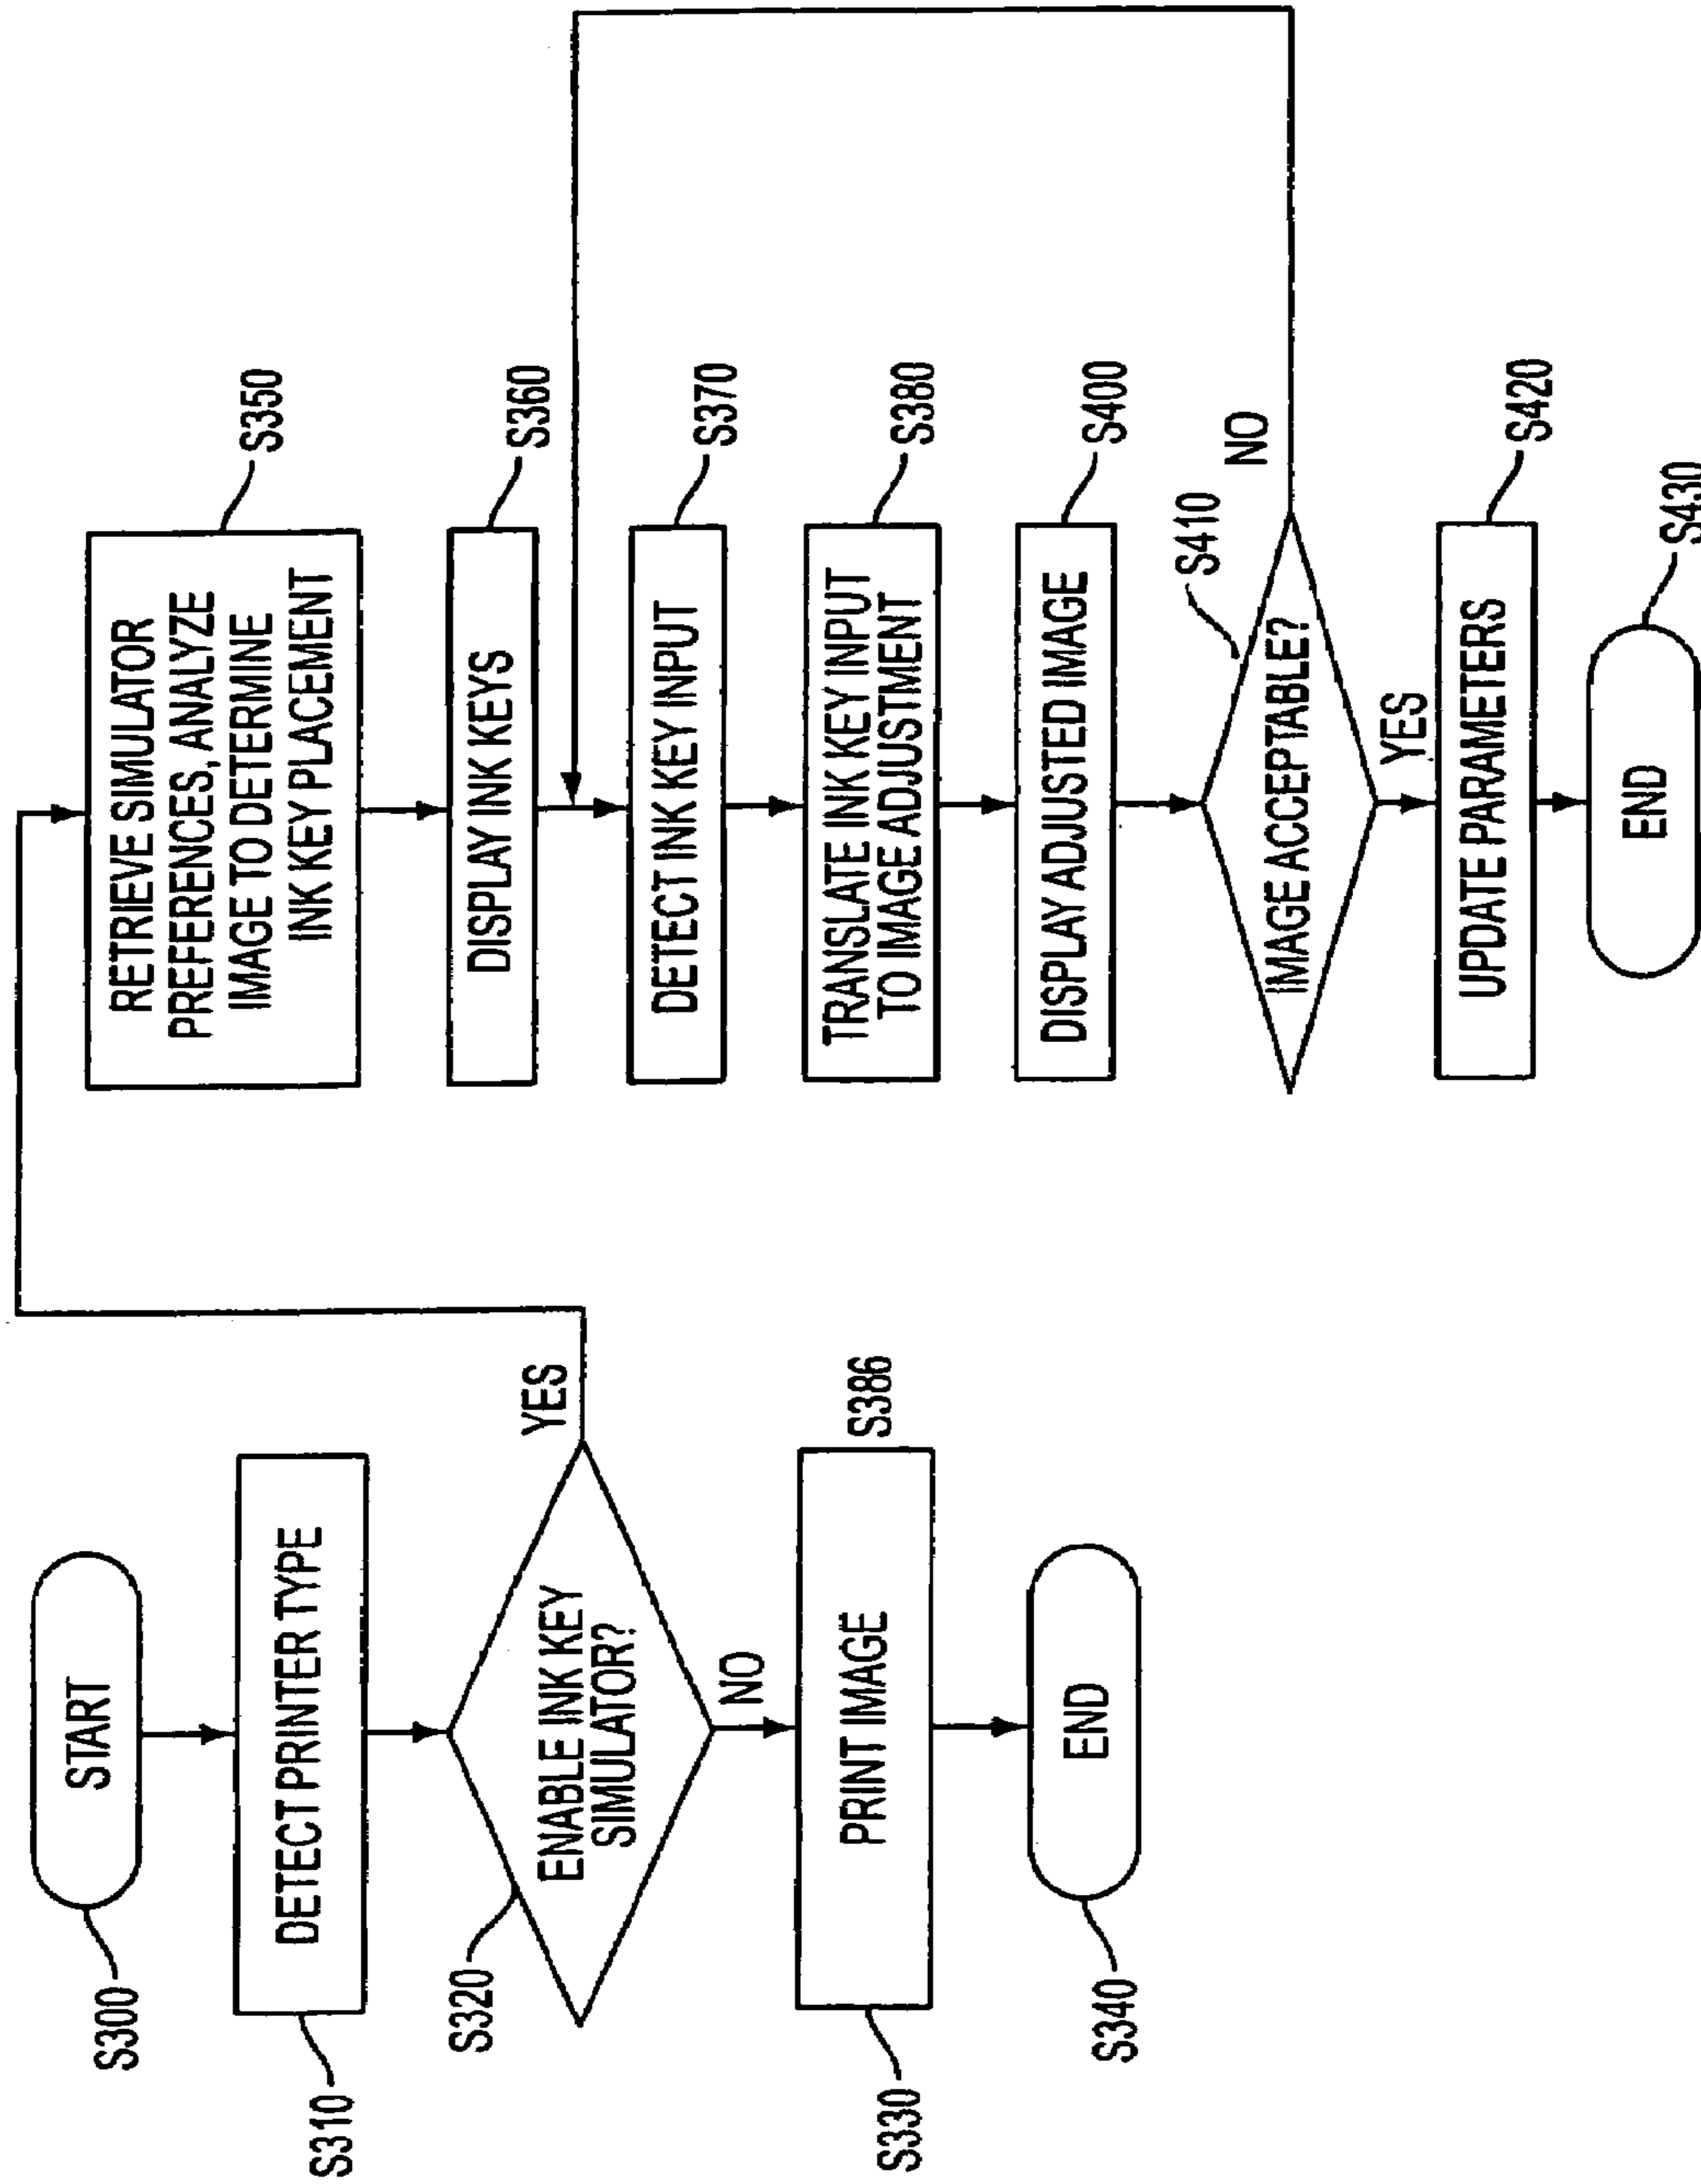 START
S300
DETECT PRINTER TYPE
S310
ENABLE INK KEY
SIMULATOR?
S320
YES
NO
PRINT IMAGE
S330
S386
END
S340
RETRIEVE SIMULATOR
PREFERENCES, ANALYZE
IMAGE TO DETERMINE
INK KEY PLACEMENT
S350
DISPLAY INK KEYS
S360
DETECT INK KEY INPUT
S370
TRANSLATE INK KEY INPUT
TO IMAGE ADJUSTMENT
S380
DISPLAY ADJUSTED IMAGE
S400
IMAGE ACCEPTABLE?
S410
NO
YES
UPDATE PARAMETERS
S420
END
S430